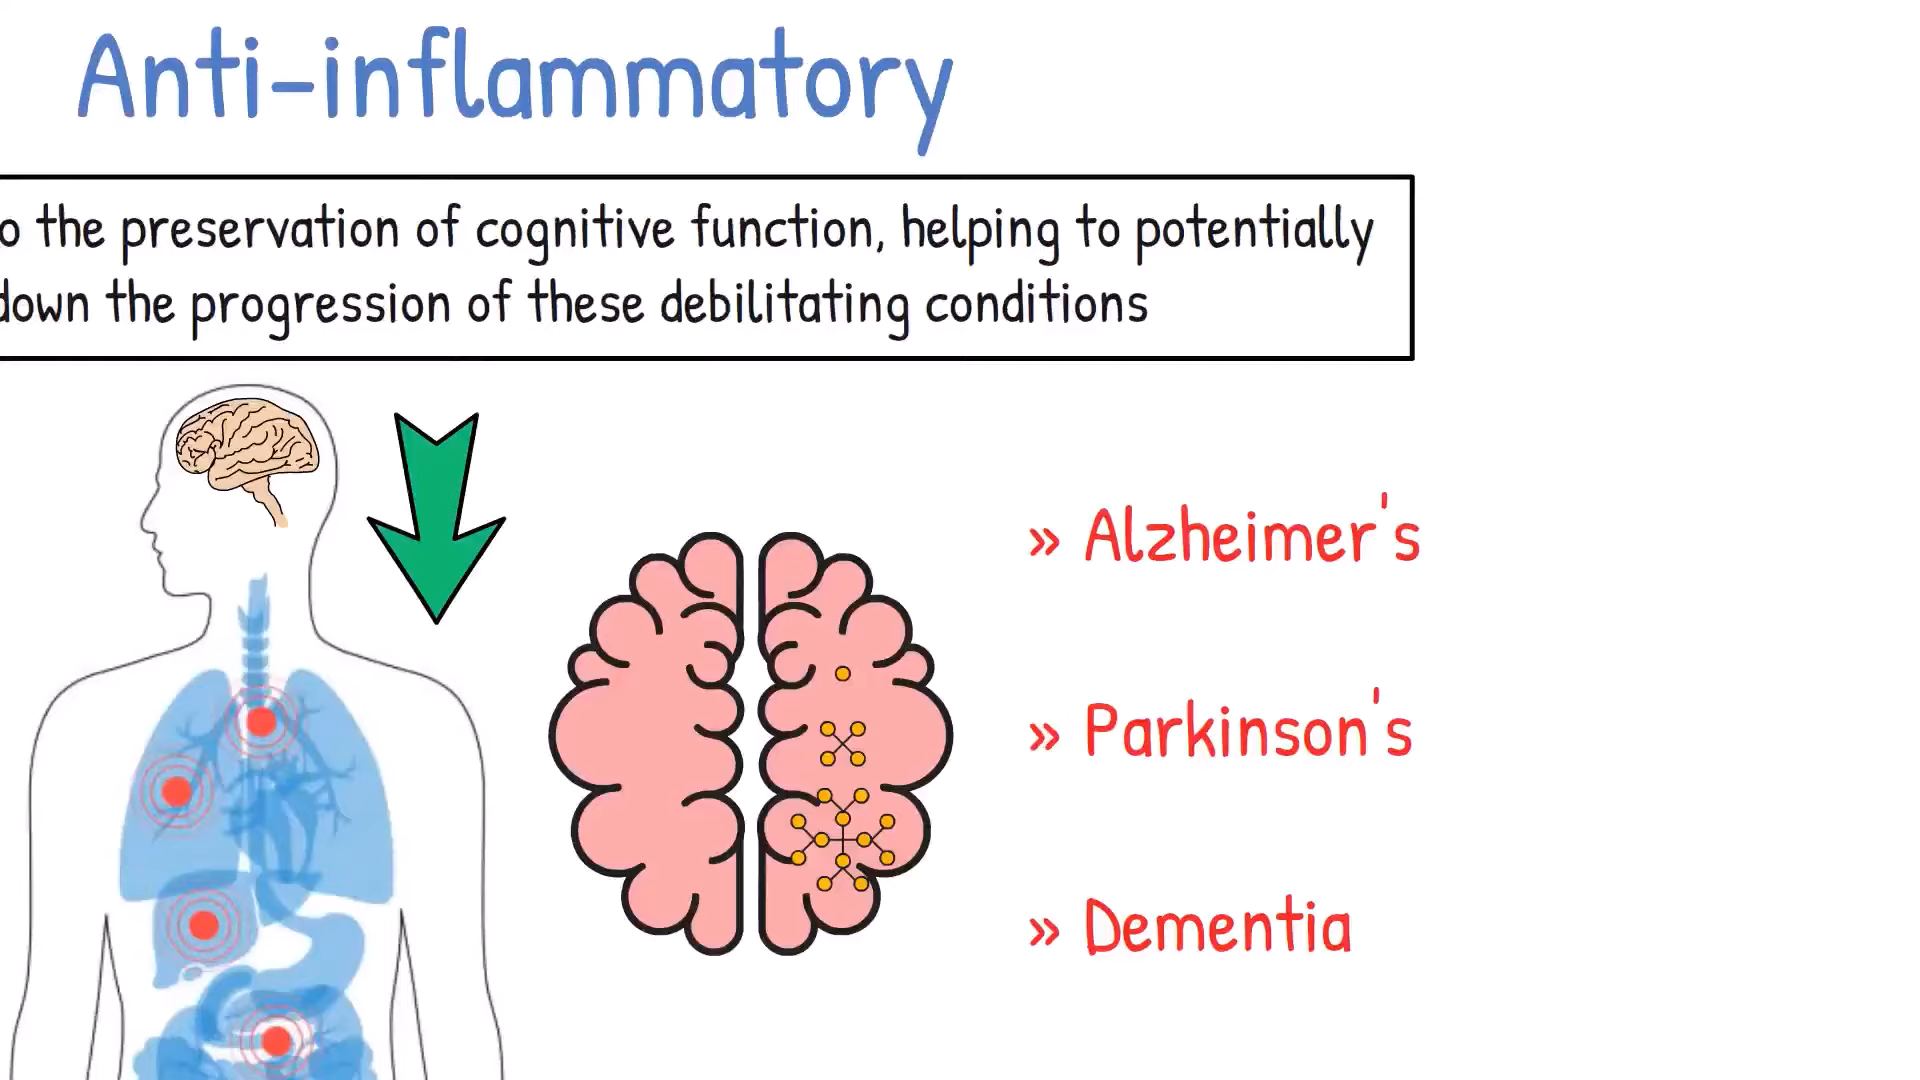 Anti-inflammatory
o the preservation of cognitive function, helping to potentially
down the progression of these debilitating conditions
» Alzheimer's
» Parkinson's
» Dementia